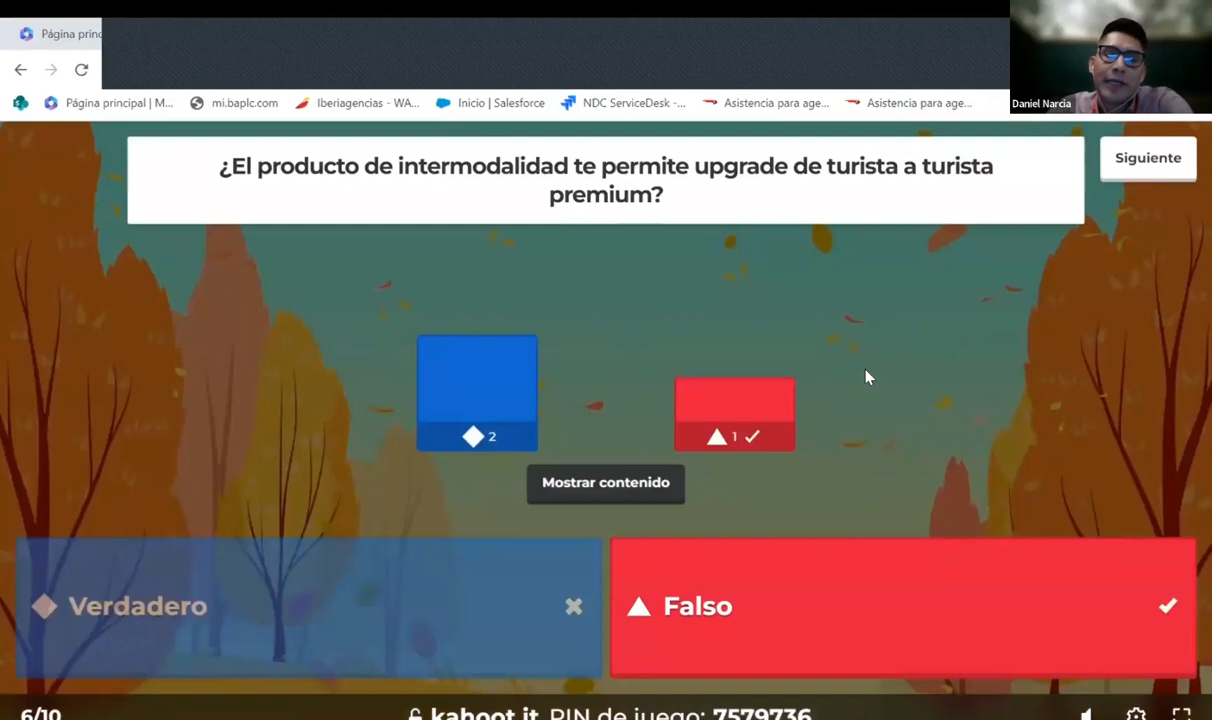 Página princ
Página principal | M...
mi.baplc.com
Iberiagencias - WA...
Inicio | Salesforce
NDC ServiceDesk -...
Asistencia para age...
Asistencia para age...
Daniel Narcia
¿El producto de intermodalidad te permite upgrade de turista a turista
premium?
Siguiente
2
1
Mostrar contenido
Verdadero
Falso
6/10
kahoot.it PIN de juego: 7579736